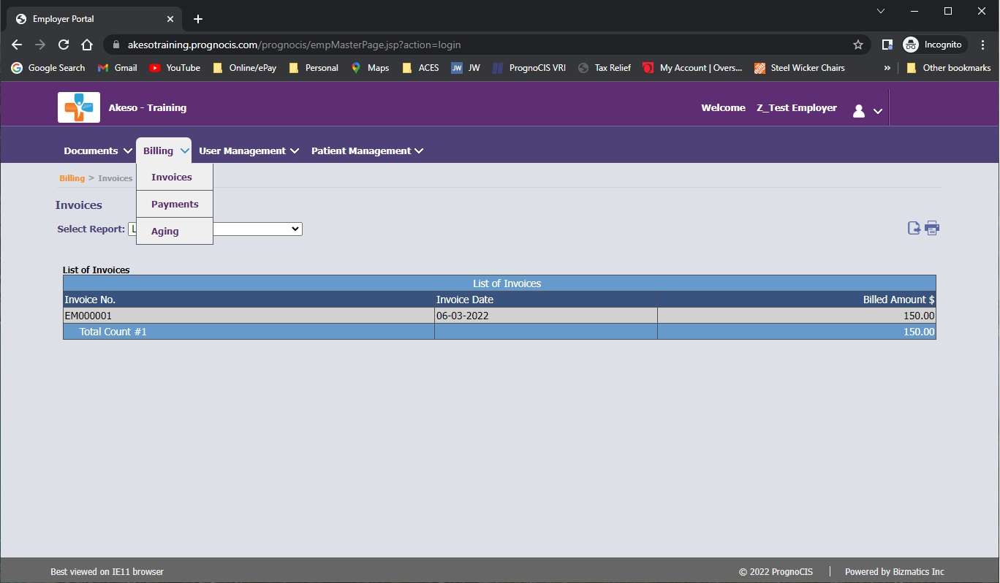 Employer Portal
akesotraining.prognocis.com/prognocis/empMasterPage.jsp?action=login
Incognito
Google Search Gmail YouTube Online/ePay Personal Maps ACES JW JW PrognoCIS VRI Tax Relief My Account | Overs... Steel Wicker Chairs » Other bookmarks
Akeso - Training
Welcome Z_Test Employer
Documents Billing User Management Patient Management
Billing > Invoices
Invoices
Payments
Aging
Invoices
Select Report: L
List of Invoices
List of Invoices
Invoice No. Invoice Date Billed Amount $
EM000001 06-03-2022 150.00
Total Count #1 150.00
Best viewed on IE11 browser
© 2022 PrognoCIS | Powered by Bizmatics Inc